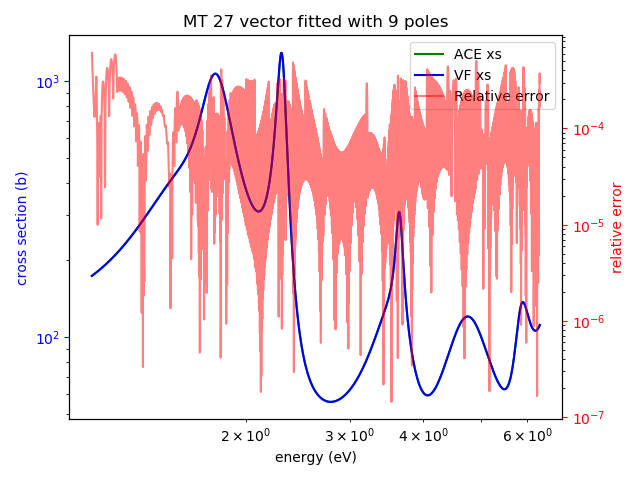 MT 27 vector fitted with 9 poles
ACE xs
VF xs
Relative error
10³
10²
cross section (b)
10⁻⁴
10⁻⁵
10⁻⁶
10⁻⁷
relative error
2 × 10⁰
3 × 10⁰
4 × 10⁰
6 × 10⁰
energy (eV)